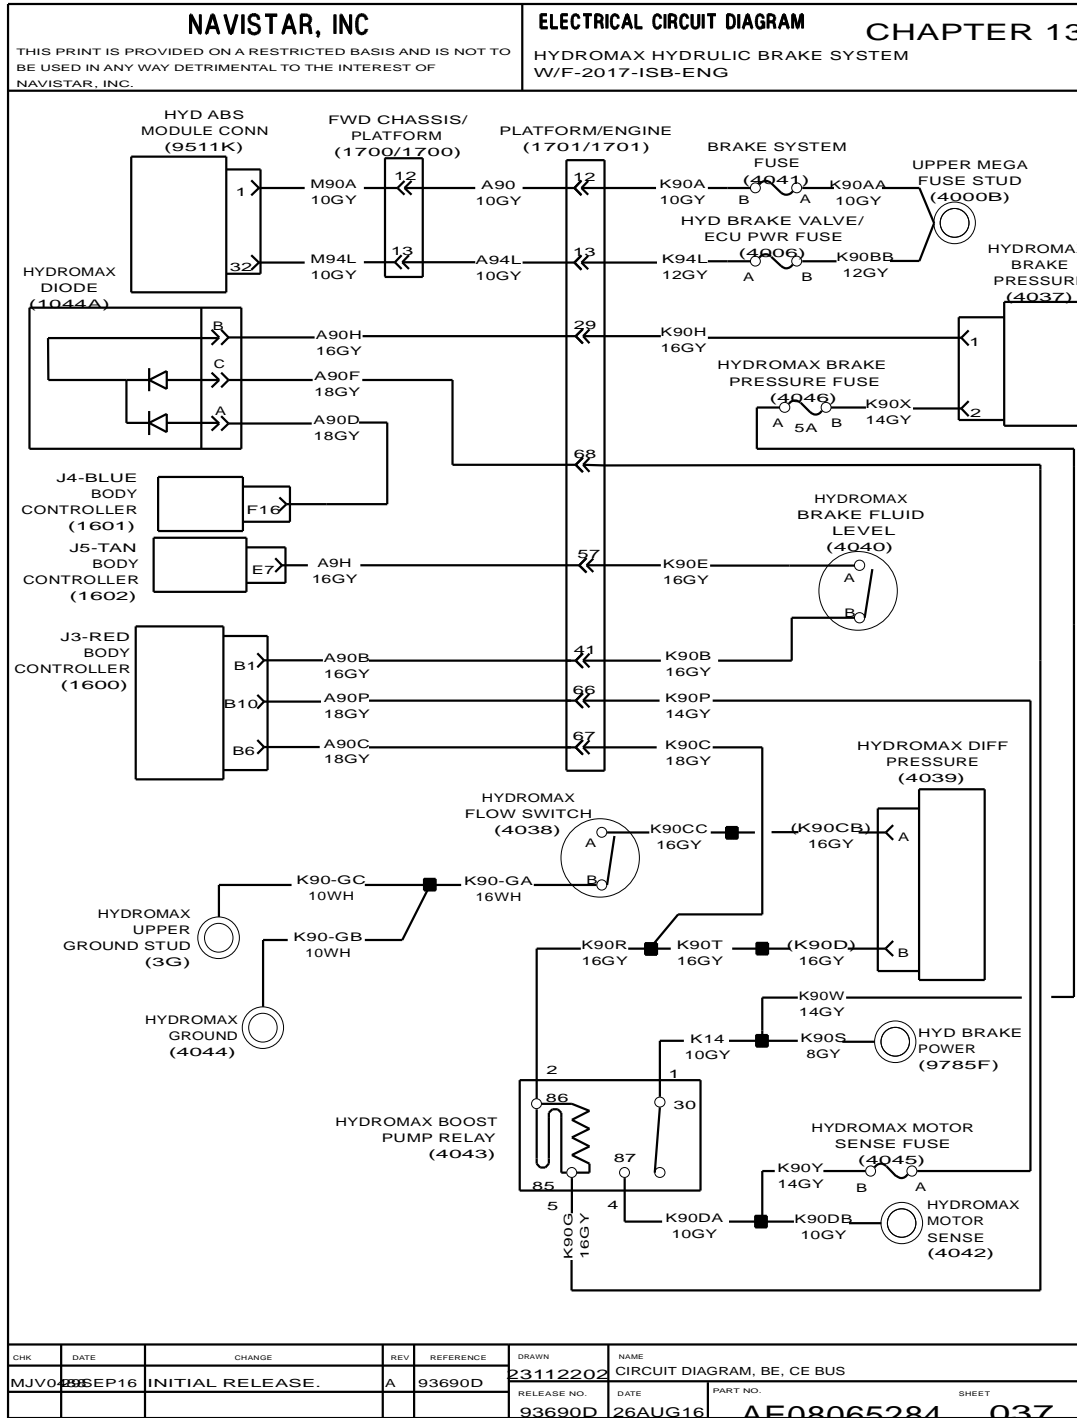 NAVISTAR, INC
THIS PRINT IS PROVIDED ON A RESTRICTED BASIS AND IS NOT TO
BE USED IN ANY WAY DETRIMENTAL TO THE INTEREST OF
NAVISTAR, INC.
ELECTRICAL CIRCUIT DIAGRAM
CHAPTER 13
HYDROMAX HYDRULIC BRAKE SYSTEM
W/F-2017-ISB-ENG
HYD ABS
MODULE CONN
(9511K)
FWD CHASSIS/
PLATFORM
(1700/1700)
PLATFORM/ENGINE
(1701/1701)
BRAKE SYSTEM
FUSE
(4041)
UPPER MEGA
FUSE STUD
(4000B)
1
M90A
10GY
12
A90
10GY
12
K90A
10GY
B
A
K90AA
10GY
HYD BRAKE VALVE/
ECU PWR FUSE
(4006)
32
M94L
10GY
13
A94L
10GY
13
K94L
12GY
A
B
K90BB
12GY
HYDROMA
BRAKE
PRESSUR
(4037)
HYDROMAX
DIODE
(1044A)
B
A90H
16GY
29
K90H
16GY
1
C
A90F
18GY
HYDROMAX BRAKE
PRESSURE FUSE
(4046)
A
5A
B
K90X
14GY
2
A
A90D
18GY
68
J4-BLUE
BODY
CONTROLLER
(1601)
F16
HYDROMAX
BRAKE FLUID
LEVEL
(4040)
J5-TAN
BODY
CONTROLLER
(1602)
E7
A9H
16GY
57
K90E
16GY
A
B
J3-RED
BODY
CONTROLLER
(1600)
B1
A90B
16GY
41
K90B
16GY
B10
A90P
18GY
66
K90P
14GY
B6
A90C
18GY
67
K90C
18GY
HYDROMAX DIFF
PRESSURE
(4039)
HYDROMAX
FLOW SWITCH
(4038)
A
K90CC
16GY
(K90CB)
16GY
A
K90-GC
10WH
K90-GA
16WH
B
HYDROMAX
UPPER
GROUND STUD
(3G)
K90-GB
10WH
K90R
16GY
K90T
16GY
(K90D)
16GY
B
K90W
14GY
HYDROMAX
GROUND
(4044)
K14
10GY
K90S
8GY
HYD BRAKE
POWER
(9785F)
2
1
86
30
HYDROMAX BOOST
PUMP RELAY
(4043)
87
85
5
4
HYDROMAX MOTOR
SENSE FUSE
(4045)
K90Y
14GY
B
A
K90G
16GY
K90DA
10GY
K90DB
10GY
HYDROMAX
MOTOR
SENSE
(4042)
CHK
DATE
CHANGE
REV
REFERENCE
DRAWN
NAME
23112202
CIRCUIT DIAGRAM, BE, CE BUS
SEP16
INITIAL RELEASE.
A
93690D
RELEASE NO.
DATE
PART NO.
SHEET
93690D
26AUG16
AE08065284
037